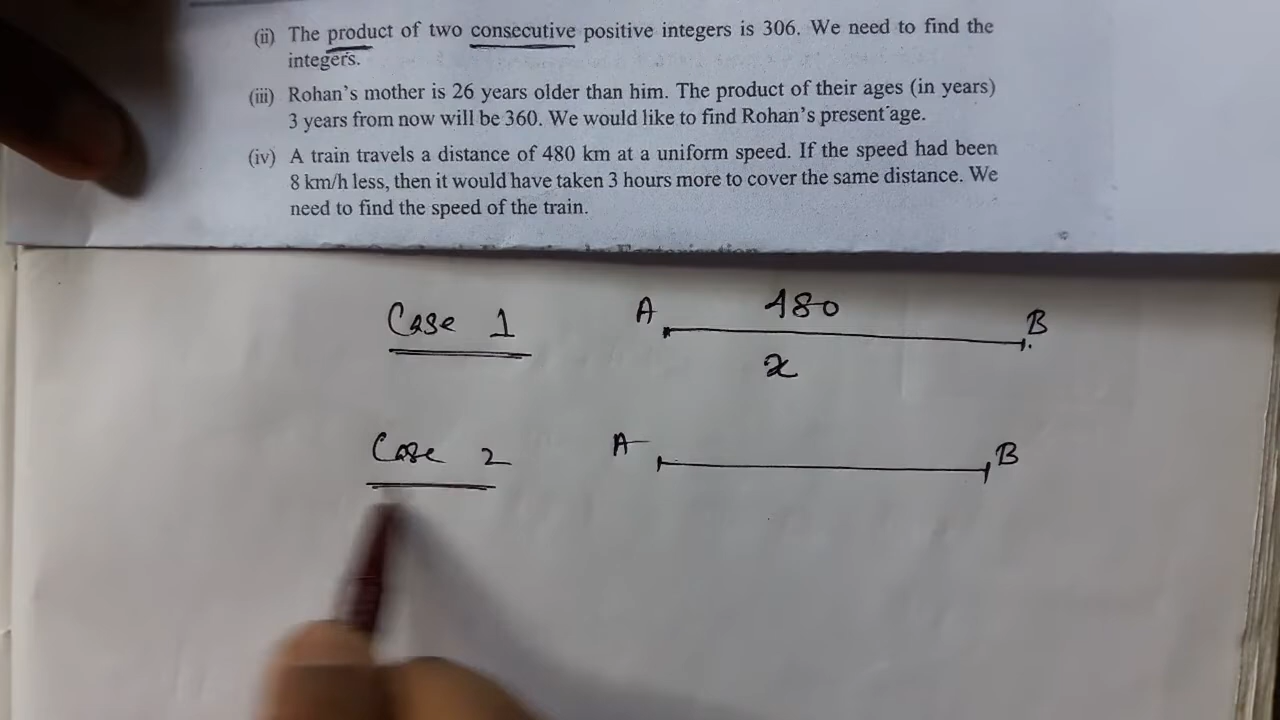 (ii) The product of two consecutive positive integers is 306. We need to find the
integers.
(iii) Rohan's mother is 26 years older than him. The product of their ages (in years)
3 years from now will be 360. We would like to find Rohan's present age.
(iv) A train travels a distance of 480 km at a uniform speed. If the speed had been
8 km/h less, then it would have taken 3 hours more to cover the same distance. We
need to find the speed of the train.
Case 1 A 480 B
x
Case 2 A B